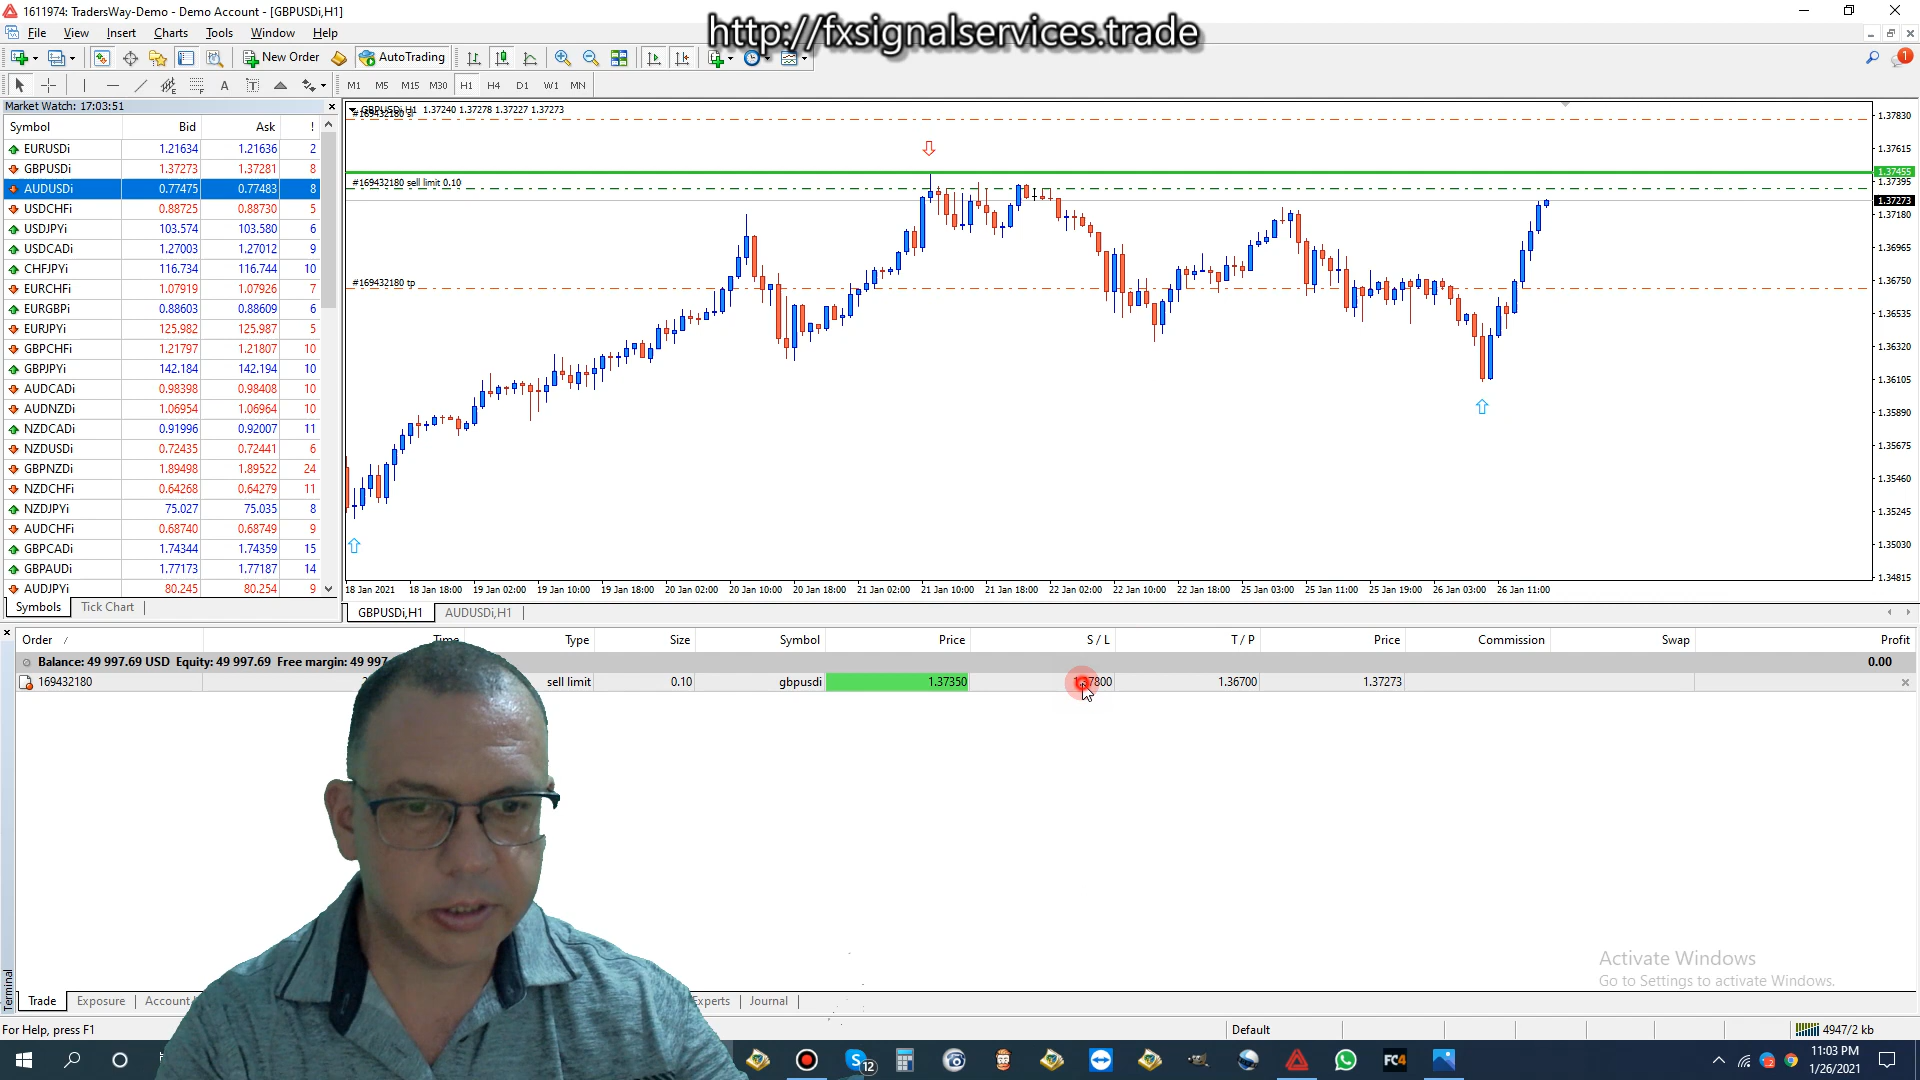 1611974: TradersWay-Demo - Demo Account - [GBPUSDi,H1]
http://fxsignalservices.trade
File View Insert Charts Tools Window Help
New Order AutoTrading
A T M1 M5 M15 M30 H1 H4 D1 W1 MN
1
Market Watch: 17:03:51
Symbol Bid Ask !
EURUSDi 1.21634 1.21636 2
GBPUSDi 1.37273 1.37281 8
AUDUSDi 0.77475 0.77483 8
USDCHFi 0.88725 0.88730 5
USDJPYi 103.574 103.580 6
USDCADi 1.27003 1.27012 9
CHFJPYi 116.734 116.744 10
EURCHFi 1.07919 1.07926 7
EURGBPi 0.88603 0.88609 6
EURJPYi 125.982 125.987 5
GBPCHFi 1.21797 1.21807 10
GBPJPYi 142.184 142.194 10
AUDCADi 0.98398 0.98408 10
AUDNZDi 1.06954 1.06964 10
NZDCADi 0.91996 0.92007 11
NZDUSDi 0.72435 0.72441 6
GBPNZDi 1.89498 1.89522 24
NZDCHFi 0.64268 0.64279 11
NZDJPYi 75.027 75.035 8
AUDCHFi 0.68740 0.68749 9
GBPCADi 1.74344 1.74359 15
GBPAUDi 1.77173 1.77187 14
AUDJPYi 80.245 80.254 9
Symbols Tick Chart
GBPUSDi,H1 1.37240 1.37278 1.37227 1.37273
#169432180 sl
#169432180 sell limit 0.10
#169432180 tp
1.37830
1.37615
1.37455
1.37395
1.37273
1.37180
1.36965
1.36750
1.36535
1.36320
1.36105
1.35890
1.35675
1.35460
1.35245
1.35030
1.34815
18 Jan 2021 18 Jan 18:00 19 Jan 02:00 19 Jan 10:00 19 Jan 18:00 20 Jan 02:00 20 Jan 10:00 20 Jan 18:00 21 Jan 02:00 21 Jan 10:00 21 Jan 18:00 22 Jan 02:00 22 Jan 10:00 22 Jan 18:00 25 Jan 03:00 25 Jan 11:00 25 Jan 19:00 26 Jan 03:00 26 Jan 11:00
GBPUSDi,H1 AUDUSDi,H1
Order / Time Type Size Symbol Price S / L T / P Price Commission Swap Profit
Balance: 49 997.69 USD Equity: 49 997.69 Free margin: 49 997 0.00
169432180 sell limit 0.10 gbpusdi 1.37350 1.36700 1.37273
Activate Windows
Go to Settings to activate Windows.
Terminal
Trade Exposure Account Experts Journal
For Help, press F1 Default 4947/2 kb
12 FC4 2 11:03 PM
1/26/2021